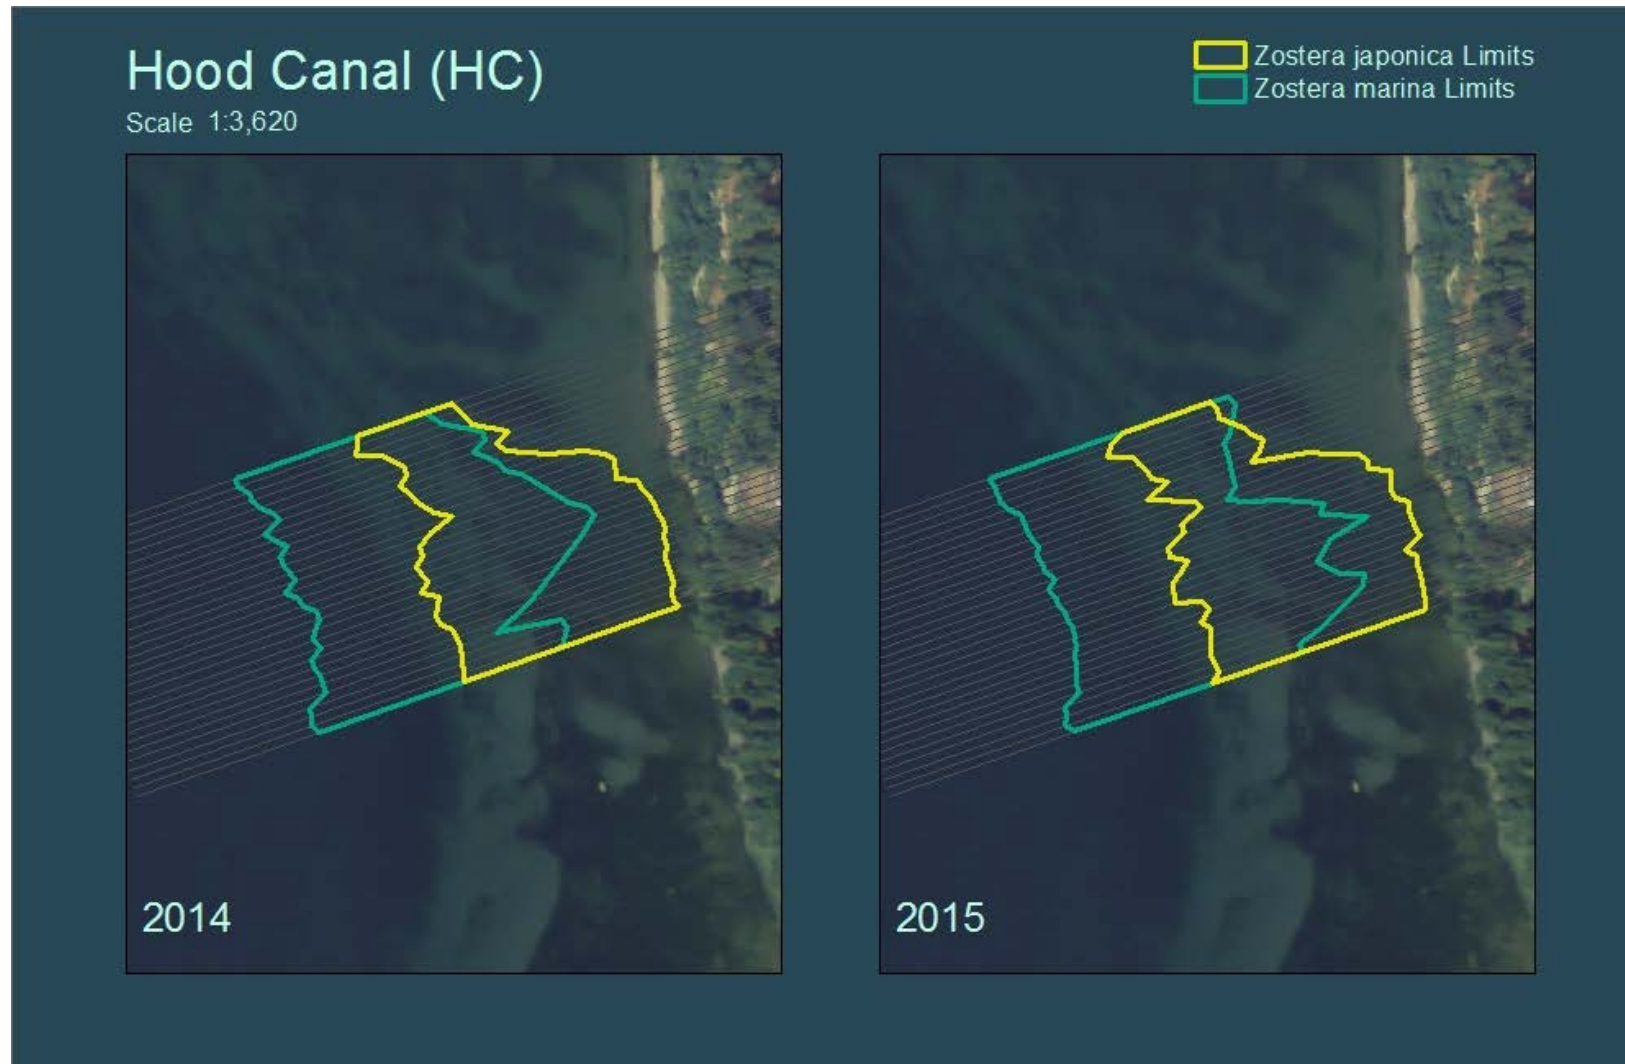 Hood Canal (HC)
Scale 1:3,620
Zostera japonica Limits
Zostera marina Limits
2014
2015